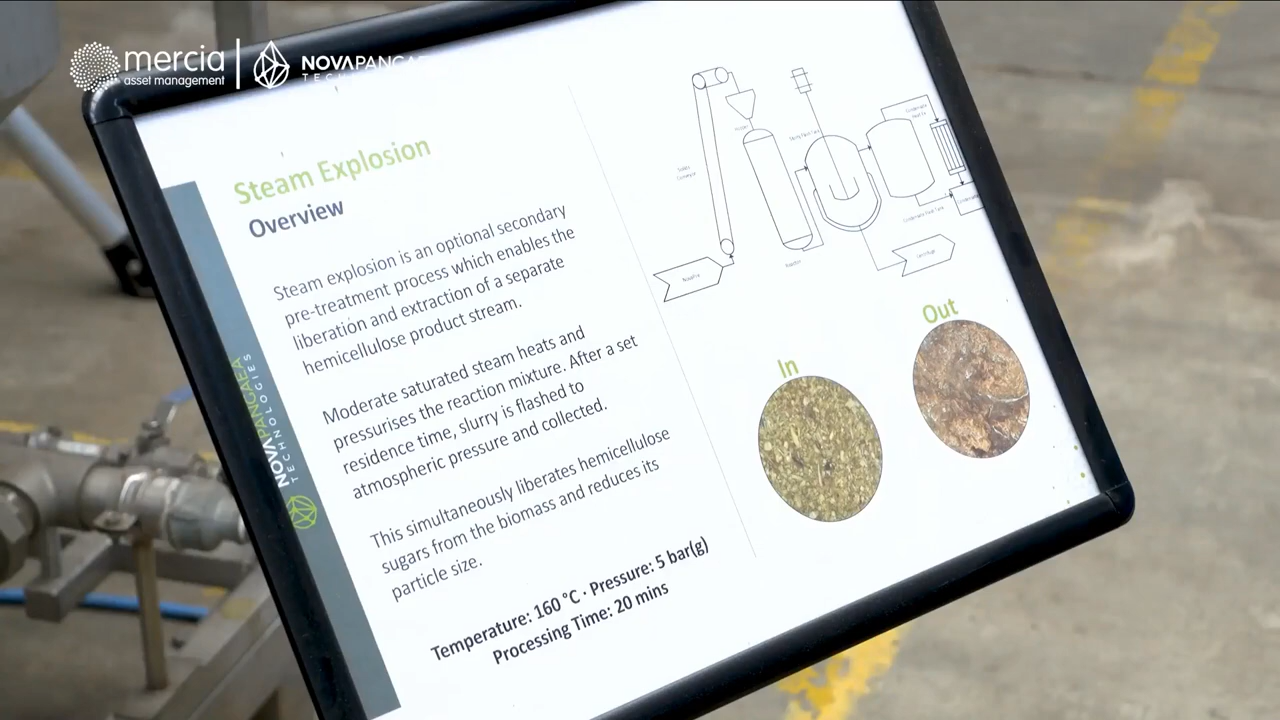 mercia
asset management
NOVAPANGAEA
Steam Explosion
Overview
Steam explosion is an optional secondary
pre-treatment process which enables the
liberation and extraction of a separate
hemicellulose product stream.
Moderate saturated steam heats and
pressurises the reaction mixture. After a set
residence time, slurry is flashed to
atmospheric pressure and collected.
This simultaneously liberates hemicellulose
sugars from the biomass and reduces its
particle size.
Temperature: 160 °C · Pressure: 5 bar(g)
Processing Time: 20 mins
NOVAPANGAEA
TECHNOLOGIES
In
Out